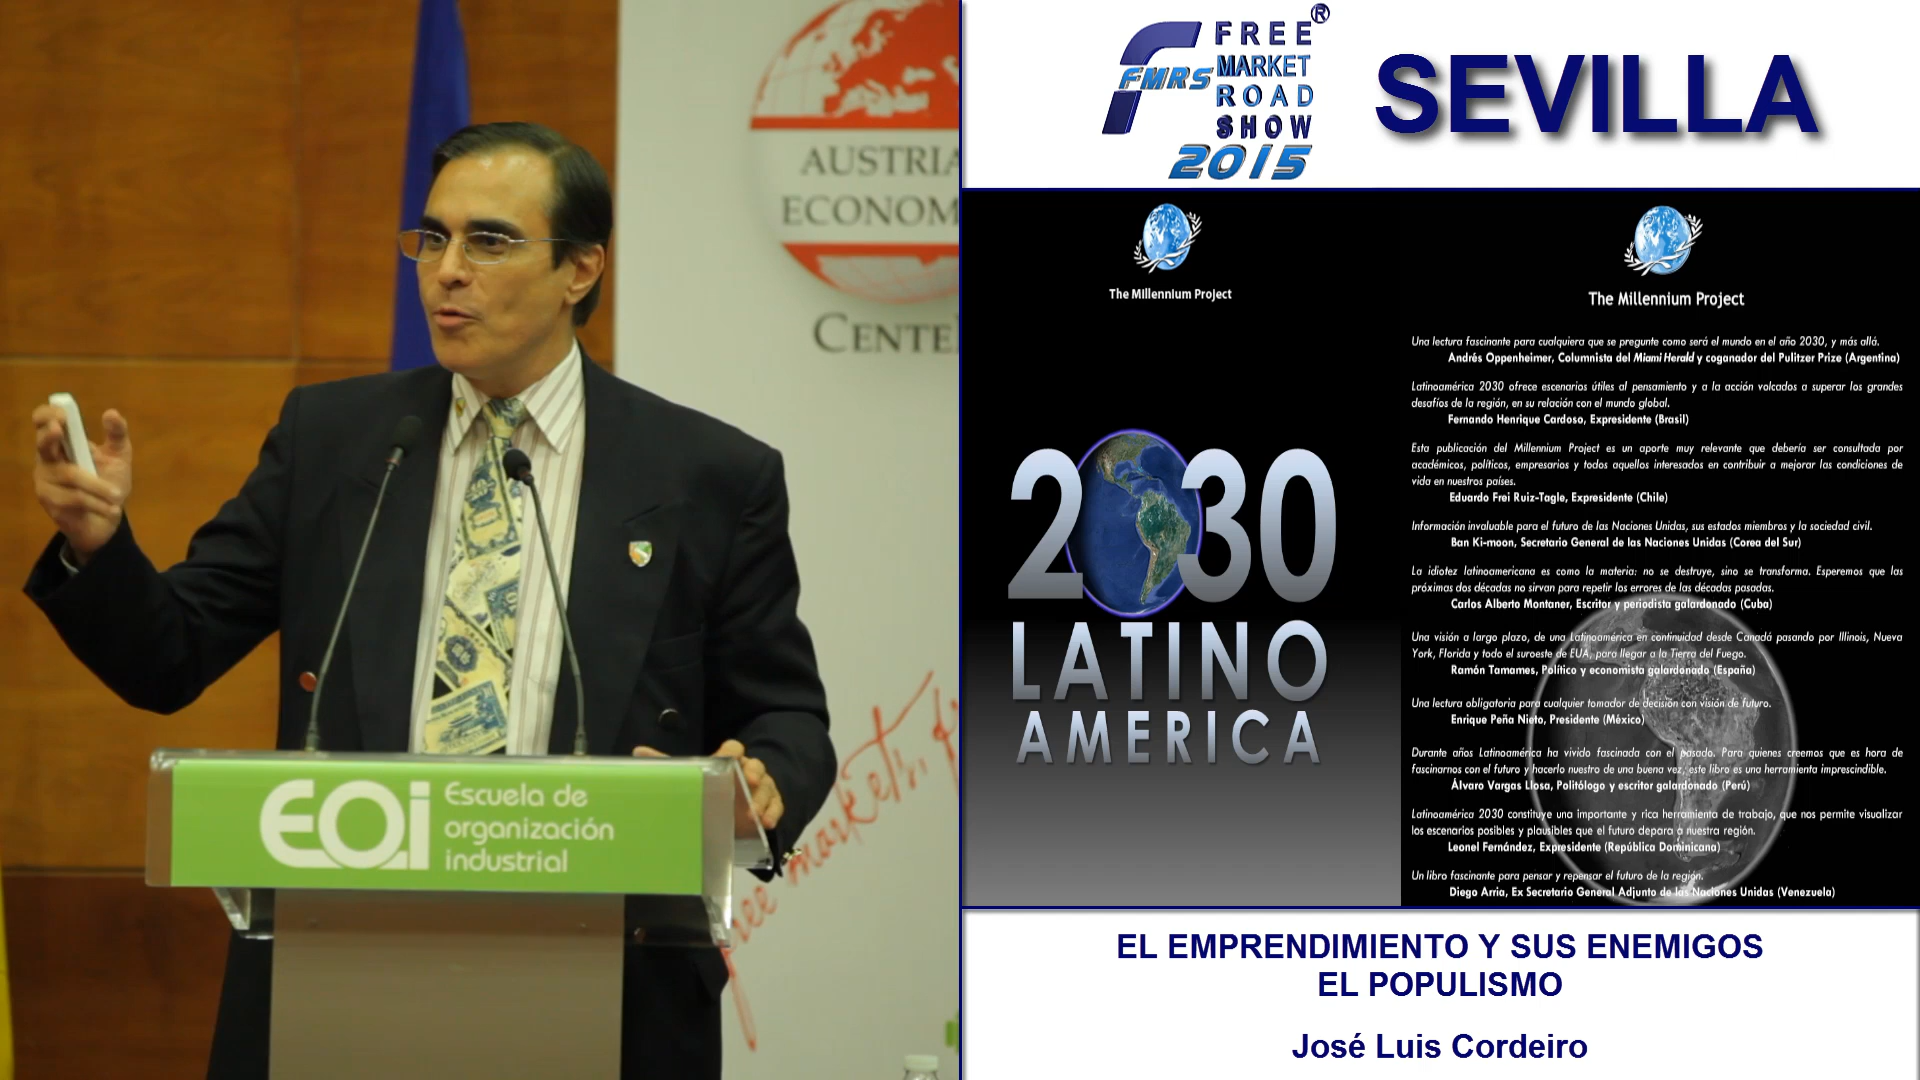 AUSTRIA
ECONOM
CENTE
free market
EOi Escuela de
organización
industrial
FREE
MARKET
ROAD
SHOW
®
FMRS
2015
SEVILLA
The Millennium Project
2030
LATINO
AMERICA
The Millennium Project
Una lectura fascinante para cualquiera que se pregunte como será el mundo en el año 2030, y más allá.
Andrés Oppenheimer, Columnista del Miami Herald y coganador del Pulitzer Prize (Argentina)
Latinoamérica 2030 ofrece escenarios útiles al pensamiento y a la acción volcados a superar los grandes
desafíos de la región, en su relación con el mundo global.
Fernando Henrique Cardoso, Expresidente (Brasil)
Esta publicación del Millennium Project es un aporte muy relevante que debería ser consultada por
académicos, políticos, empresarios y todos aquellos interesados en contribuir a mejorar las condiciones de
vida en nuestros países.
Eduardo Frei Ruiz-Tagle, Expresidente (Chile)
Información invaluable para el futuro de las Naciones Unidas, sus estados miembros y la sociedad civil.
Ban Ki-moon, Secretario General de las Naciones Unidas (Corea del Sur)
La idiotez latinoamericana es como la materia: no se destruye, sino se transforma. Esperemos que las
próximas dos décadas no sirvan para repetir los errores de las décadas pasadas.
Carlos Alberto Montaner, Escritor y periodista galardonado (Cuba)
Una visión a largo plazo, de una Latinoamérica en continuidad desde Canadá pasando por Illinois, Nueva
York, Florida y todo el suroeste de EUA, para llegar a la Tierra del Fuego.
Ramón Tamames, Político y economista galardonado (España)
Una lectura obligatoria para cualquier tomador de decisión con visión de futuro.
Enrique Peña Nieto, Presidente (México)
Durante años Latinoamérica ha vivido fascinada con el pasado. Para quienes creemos que es hora de
fascinarnos con el futuro y hacerlo nuestro de una buena vez, este libro es una herramienta imprescindible.
Álvaro Vargas Llosa, Politólogo y escritor galardonado (Perú)
Latinoamérica 2030 constituye una importante y rica herramienta de trabajo, que nos permite visualizar
los escenarios posibles y plausibles que el futuro depara a nuestra región.
Leonel Fernández, Expresidente (República Dominicana)
Un libro fascinante para pensar y repensar el futuro de la región.
Diego Arria, Ex Secretario General Adjunto de las Naciones Unidas (Venezuela)
EL EMPRENDIMIENTO Y SUS ENEMIGOS
EL POPULISMO
José Luis Cordeiro